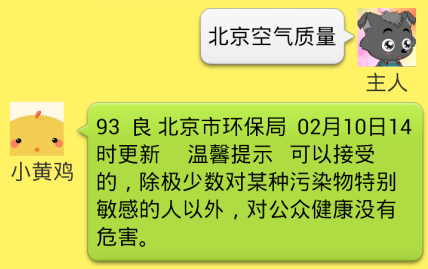 北京空气质量
主人
小黄鸡
93 良 北京市环保局 02月10日14
时更新 温馨提示 可以接受
的，除极少数对某种污染物特别
敏感的人以外，对公众健康没有
危害。